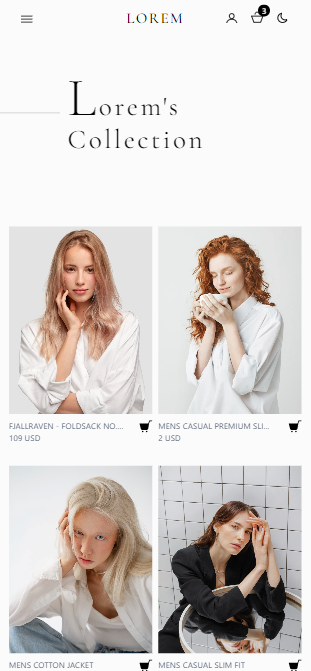 LOREM
3
Lorem's
Collection
FJALLRAVEN - FOLDSACK NO....
109 USD
MENS CASUAL PREMIUM SLI...
2 USD
MENS COTTON JACKET
MENS CASUAL SLIM FIT